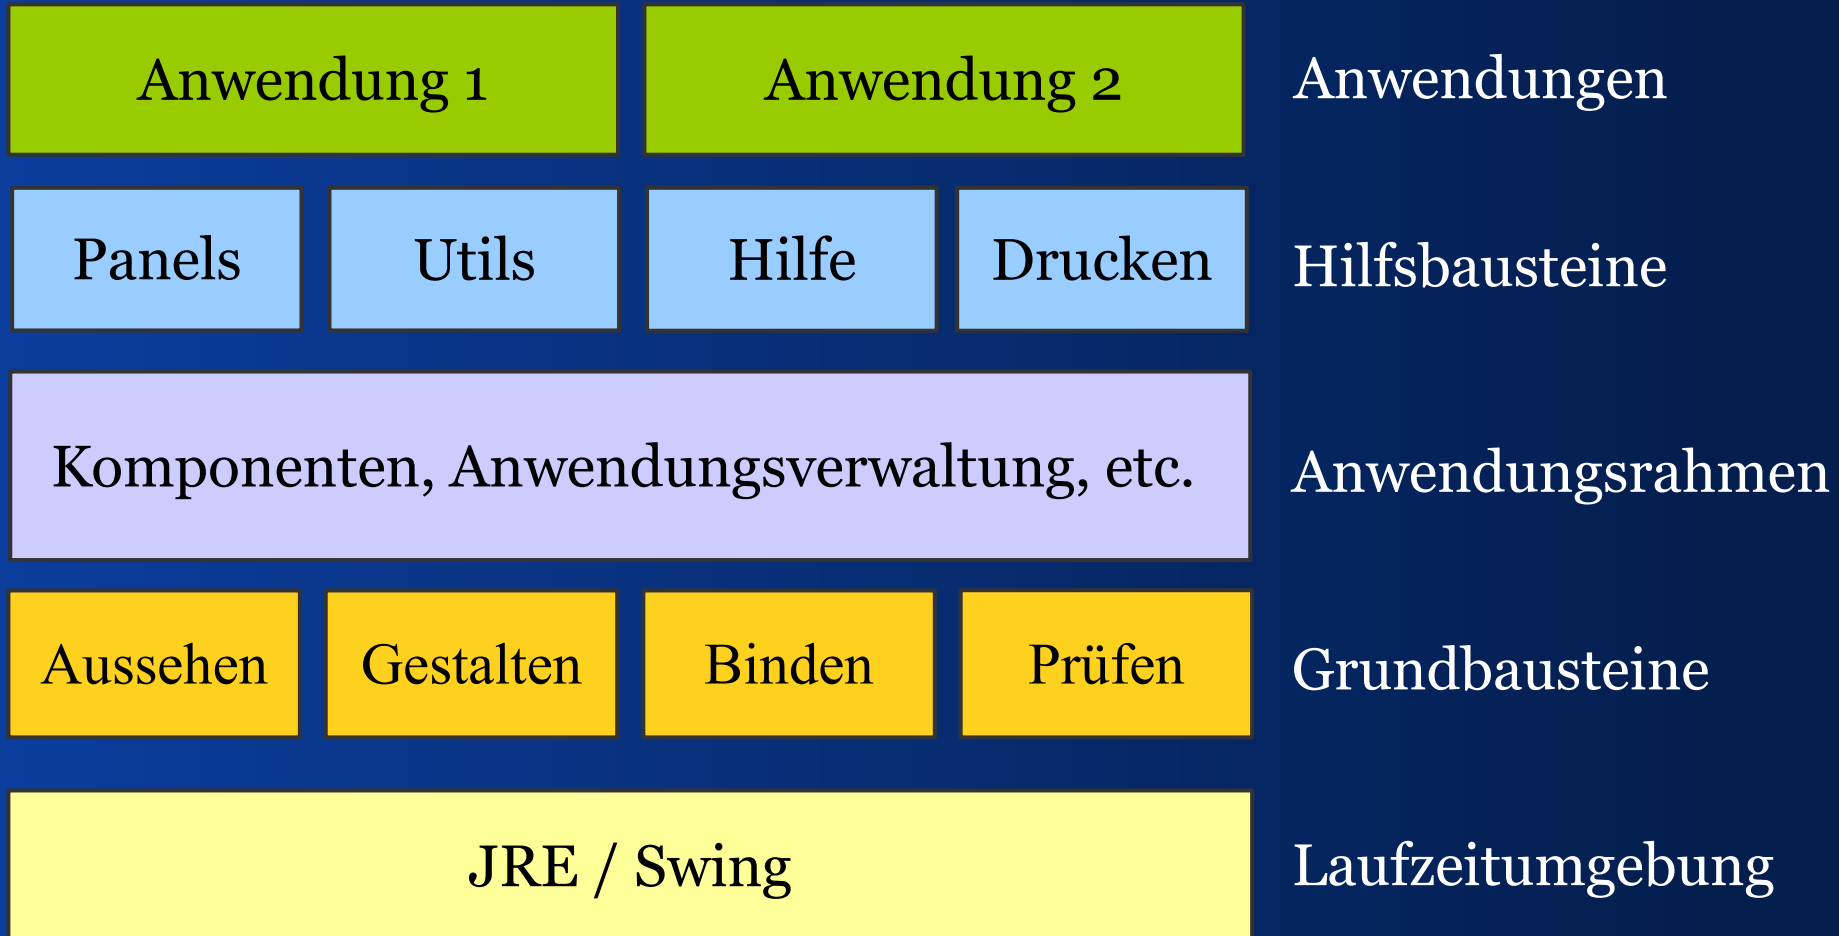 Anwendung 1
Anwendung 2
Anwendungen
Panels
Utils
Hilfe
Drucken
Hilfsbausteine
Komponenten, Anwendungsverwaltung, etc.
Anwendungsrahmen
Aussehen
Gestalten
Binden
Prüfen
Grundbausteine
JRE / Swing
Laufzeitumgebung